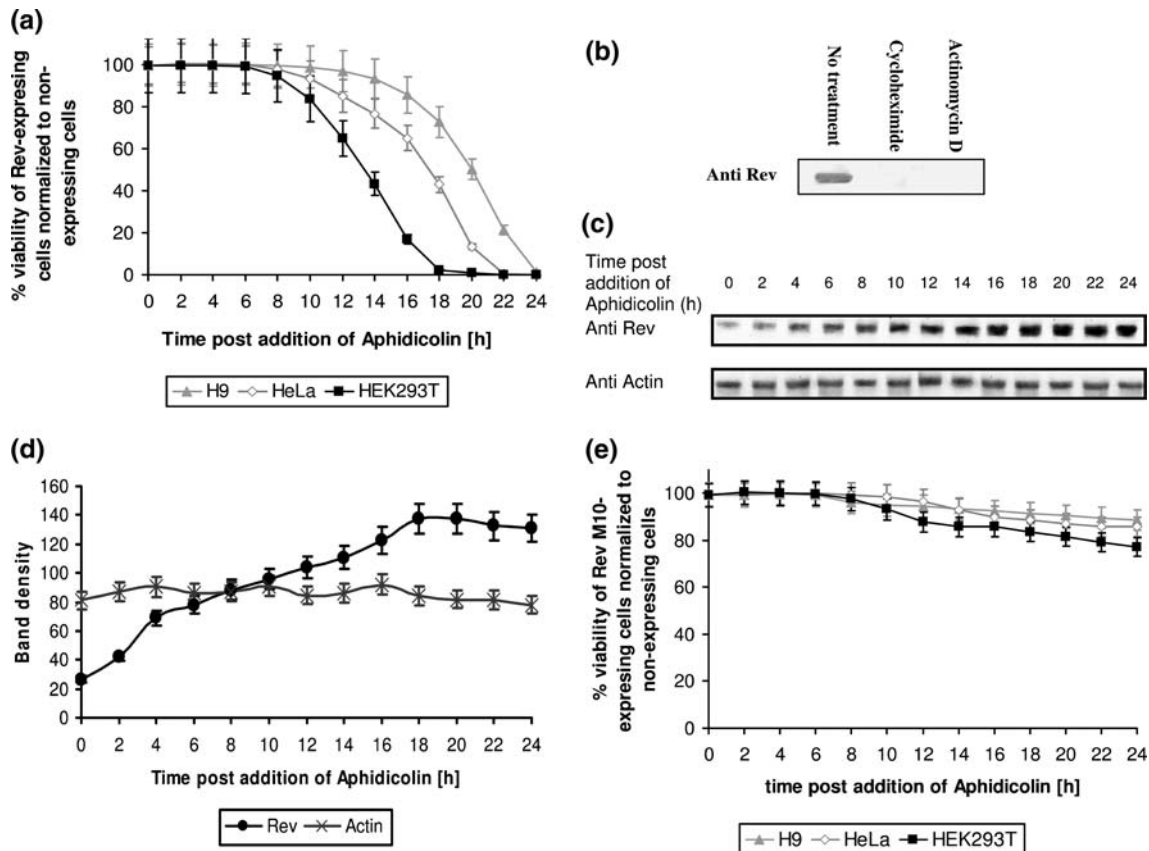 (a)
% viability of Rev-expresing
cells normalized to non-
expressing cells
100
80
60
40
20
0
0 2 4 6 8 10 12 14 16 18 20 22 24
Time post addition of Aphidicolin [h]
H9 HeLa HEK293T
(b)
No treatment
Cycloheximide
Actinomycin D
Anti Rev
(c)
Time post
addition of
Aphidicolin (h)
0 2 4 6 8 10 12 14 16 18 20 22 24
Anti Rev
Anti Actin
(d)
Band density
160
140
120
100
80
60
40
20
0
0 2 4 6 8 10 12 14 16 18 20 22 24
Time post addition of Aphidicolin [h]
Rev Actin
(e)
% viability of Rev M10-
expresing cells normalized to
non-expressing cells
100
80
60
40
20
0
0 2 4 6 8 10 12 14 16 18 20 22 24
time post addition of Aphidicolin [h]
H9 HeLa HEK293T